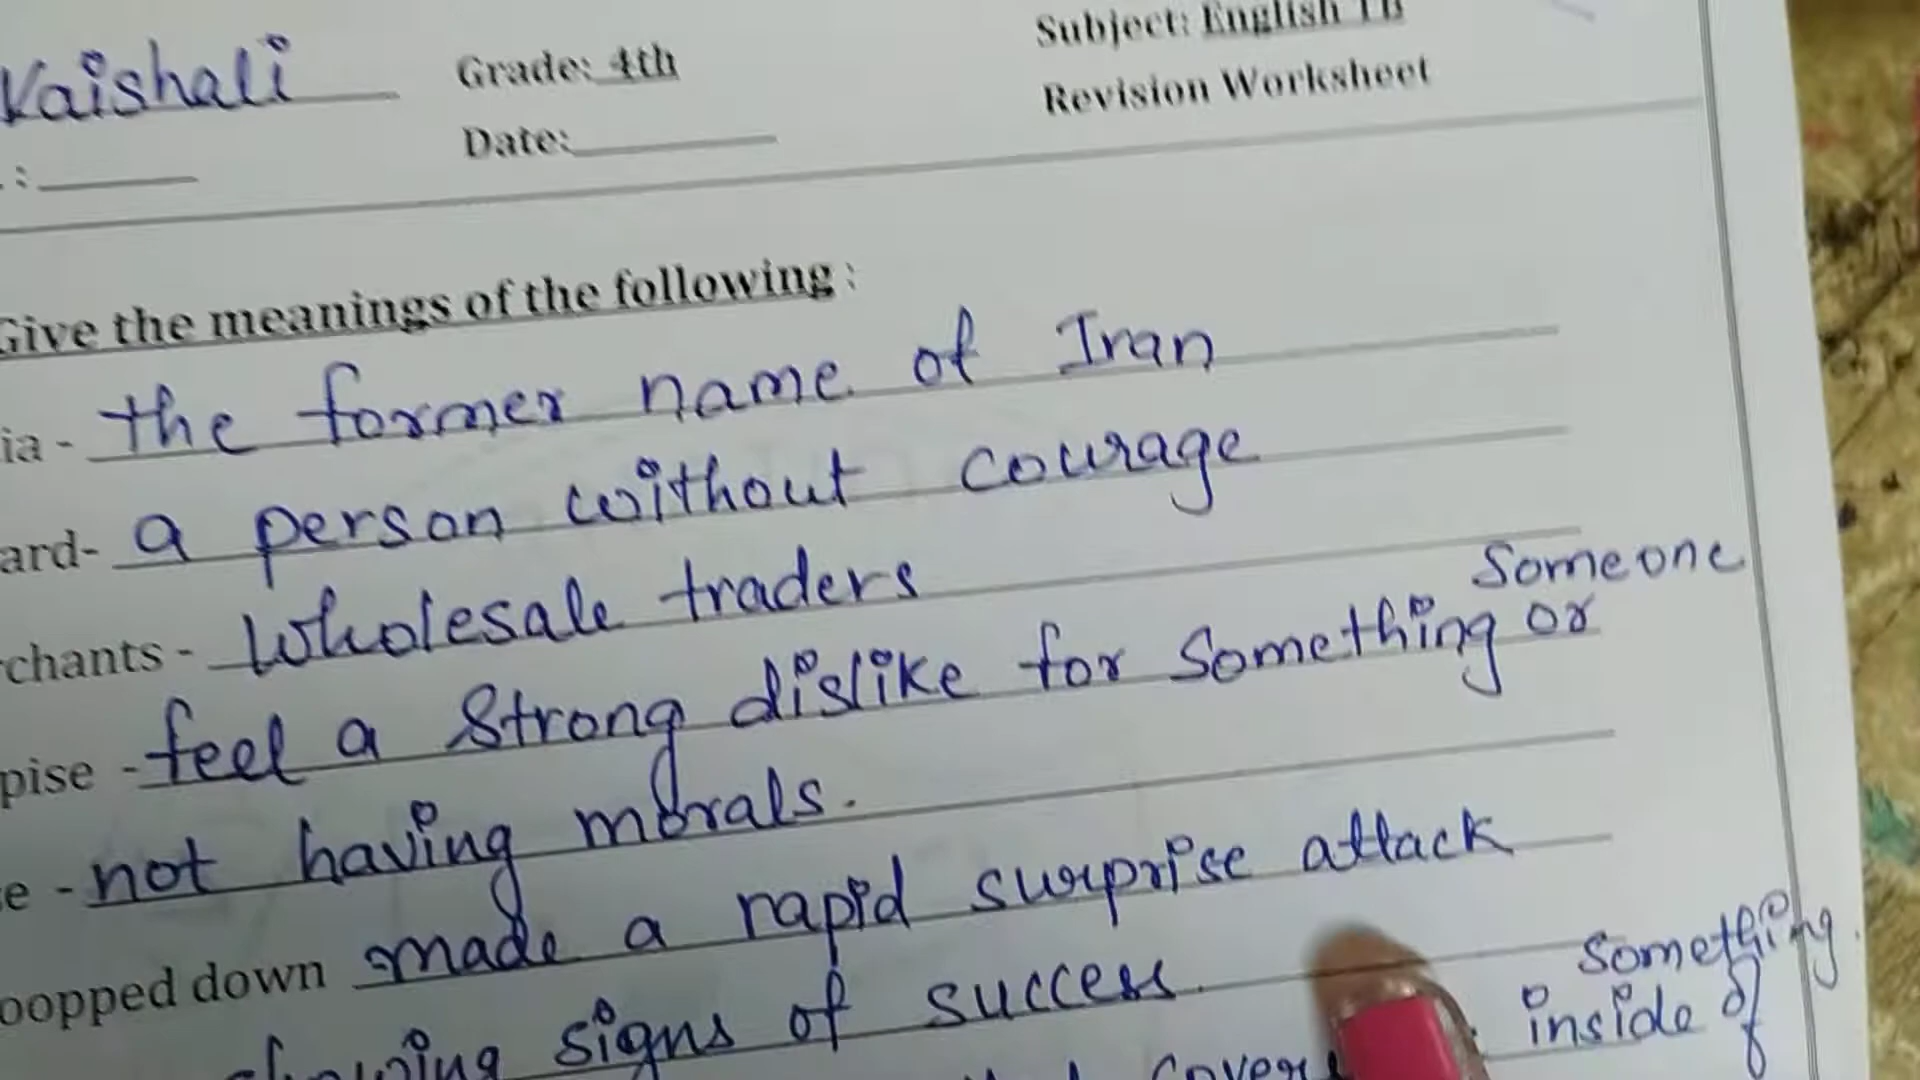 Vaishali Grade: 4th Subject: English TB
Date: Revision Worksheet
Give the meanings of the following :
ia - the former name of Iran
ard- a person without courage
chants - Wholesale traders
pise - feel a Strong dislike for Something or Someone
e - not having morals.
oopped down made a rapid surprise attack
showing signs of success.
covers inside of Something.